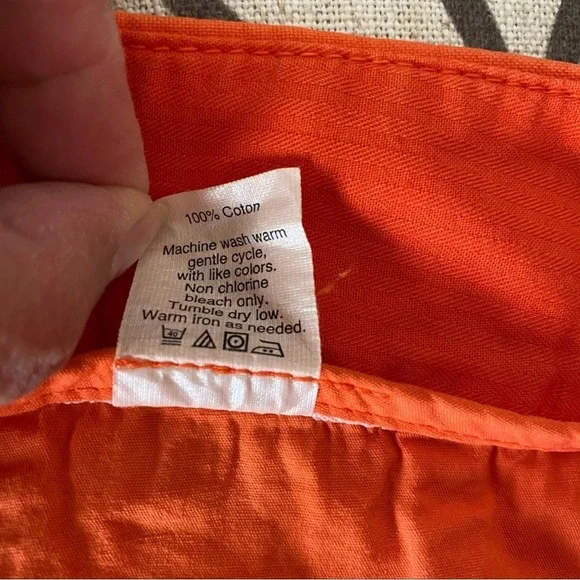 100% Coton
Machine wash warm
gentle cycle,
with like colors.
Non chlorine
bleach only.
Tumble dry low.
Warm iron as needed.
40